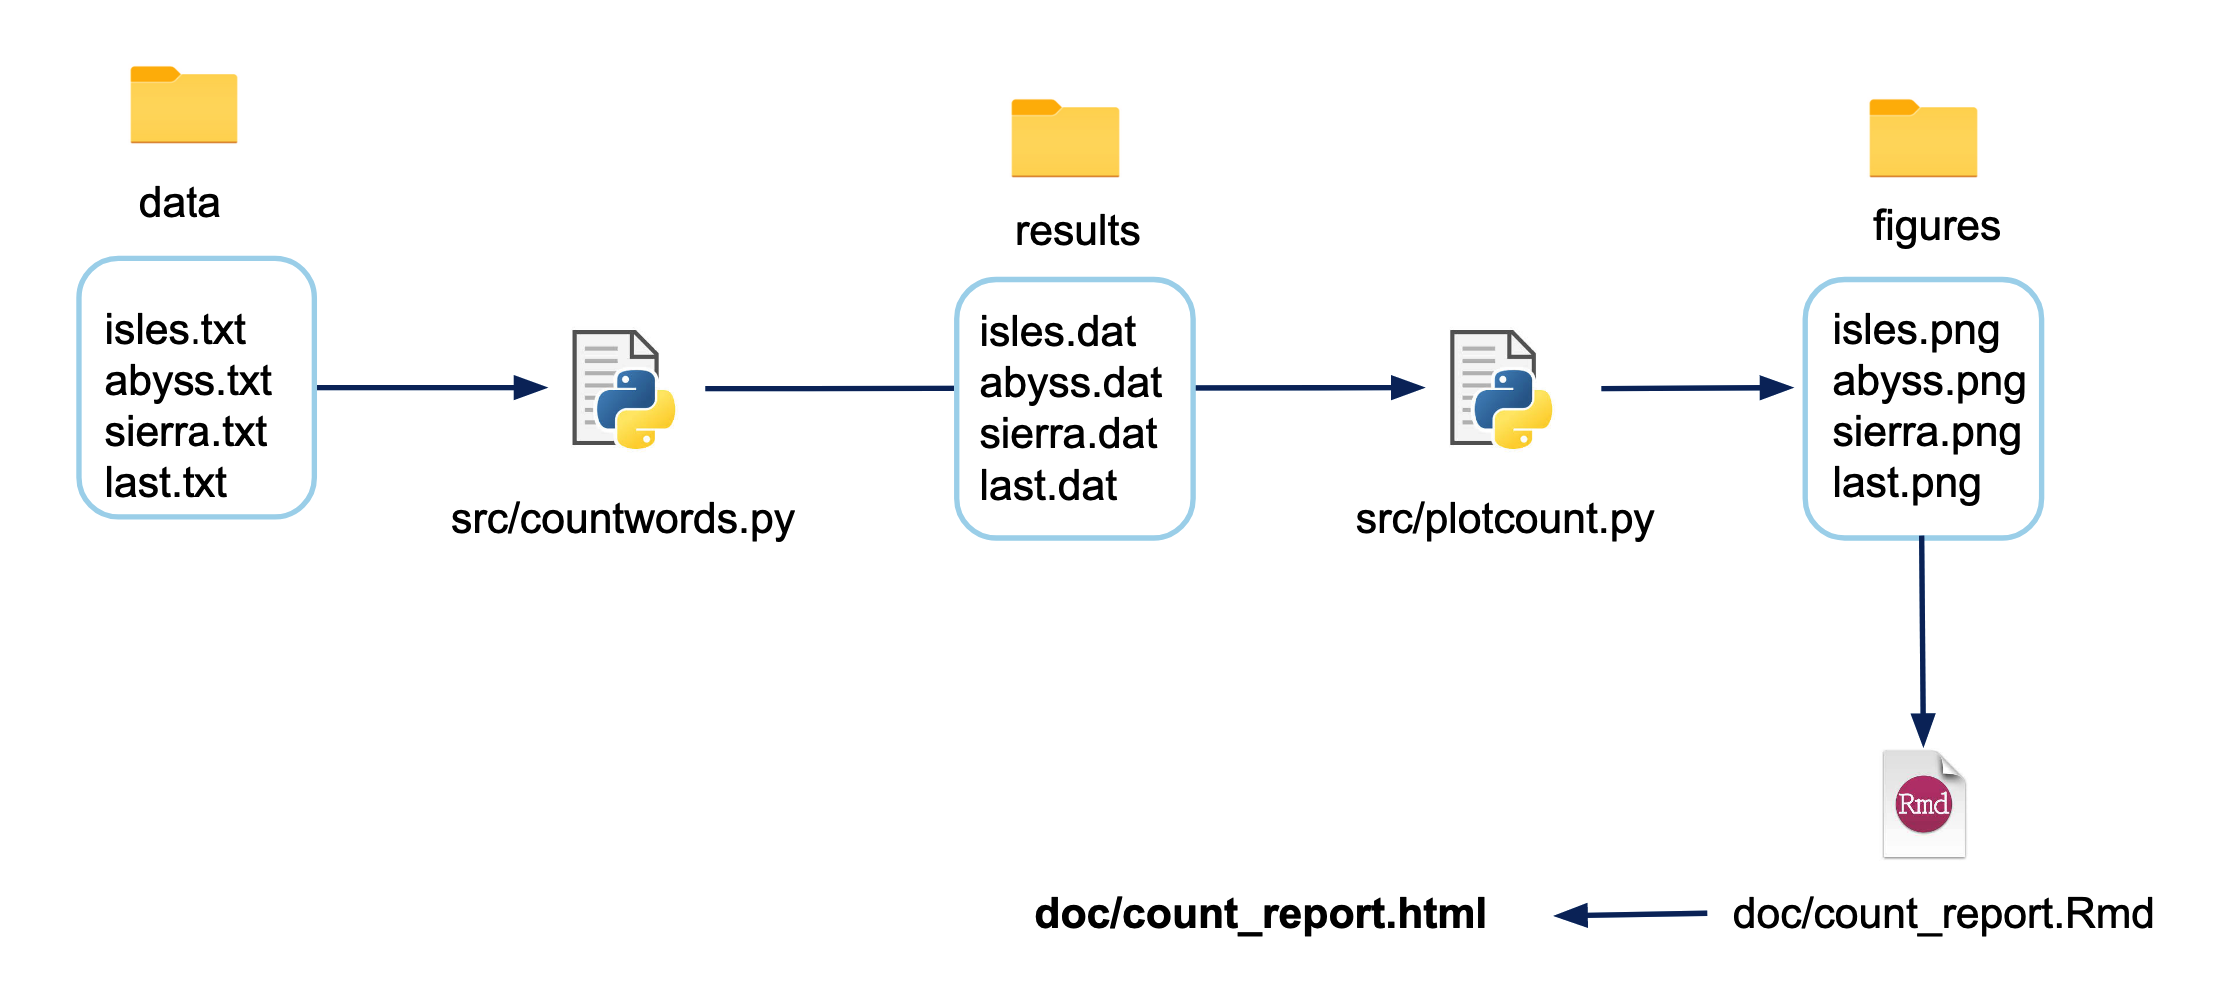 data
isles.txt
abyss.txt
sierra.txt
last.txt
src/countwords.py
results
isles.dat
abyss.dat
sierra.dat
last.dat
src/plotcount.py
figures
isles.png
abyss.png
sierra.png
last.png
Rmd
doc/count_report.Rmd
doc/count_report.html